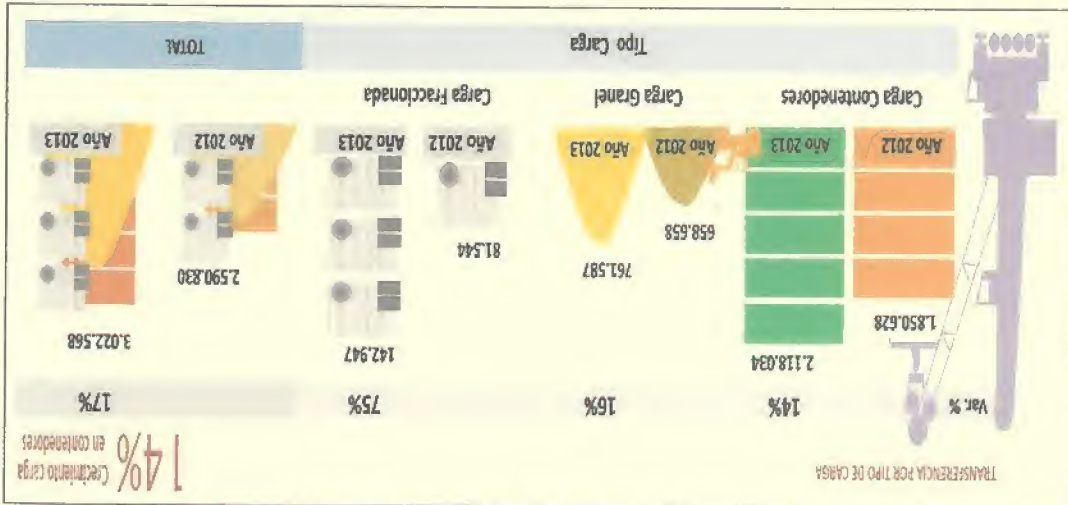 TRANSFERENCIA POR TIPO DE CARGA
14% Crecimiento carga
en contenedores
Var. % 14% 16% 75% 17%
1.850.628
2.118.034
658.658
761.587
81.544
142.947
2.590.830
3.022.568
Año 2012 Año 2013 Año 2012 Año 2013 Año 2012 Año 2013 Año 2012 Año 2013
Carga Contenedores Carga Granel Carga Fraccionada
Tipo Carga TOTAL